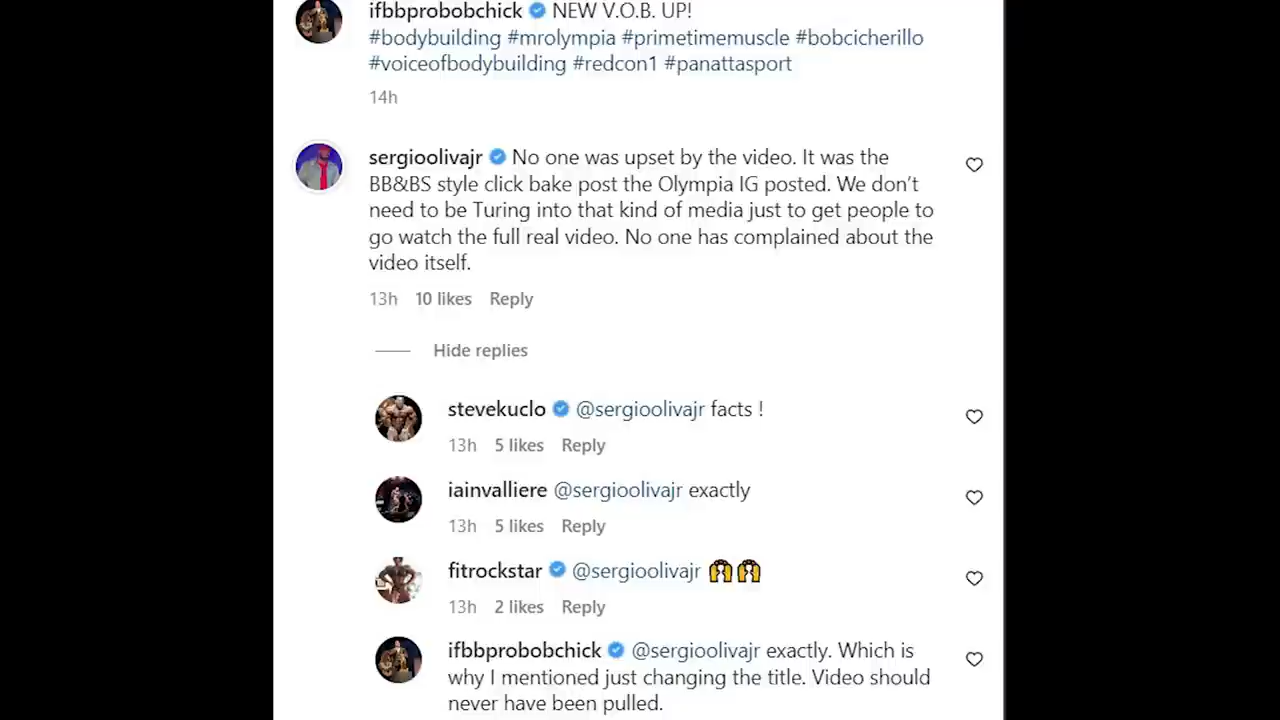 ifbbprobobchick NEW V.O.B. UP!
#bodybuilding #mrolympia #primetimemuscle #bobcicherillo
#voiceofbodybuilding #redcon1 #panattasport
14h
sergioolivajr No one was upset by the video. It was the
BB&BS style click bake post the Olympia IG posted. We don't
need to be Turing into that kind of media just to get people to
go watch the full real video. No one has complained about the
video itself.
13h 10 likes Reply
Hide replies
stevekuclo @sergioolivajr facts !
13h 5 likes Reply
iainvalliere @sergioolivajr exactly
13h 5 likes Reply
fitrockstar @sergioolivajr 🙌🙌
13h 2 likes Reply
ifbbprobobchick @sergioolivajr exactly. Which is
why I mentioned just changing the title. Video should
never have been pulled.